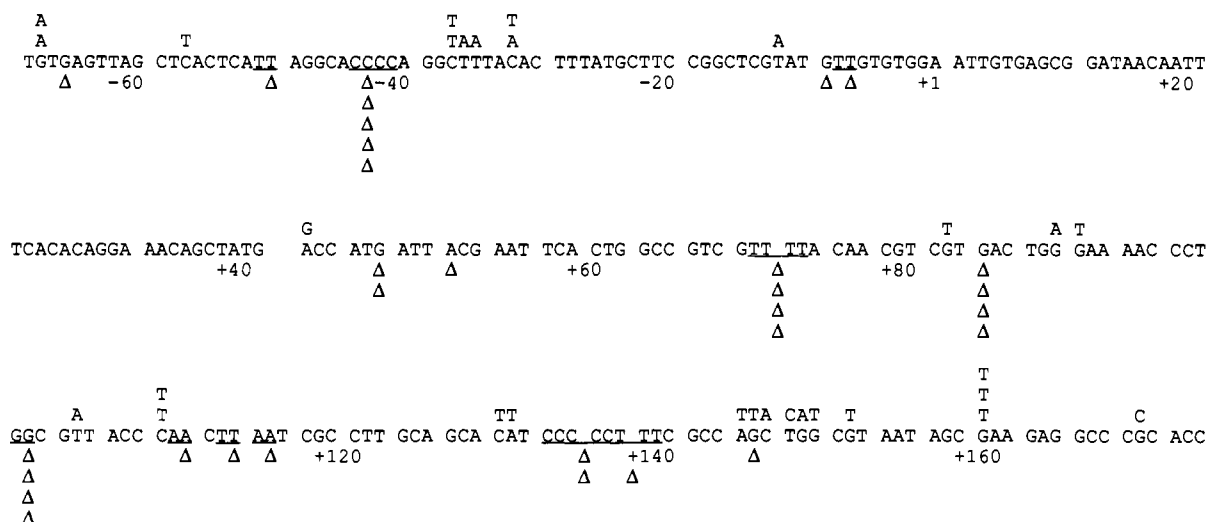 A T T
A T TTAA A A
TGTGAGTTAG CTCACTCATT AGGCACCCCA GGCTTTACAC TTTATGCTTC CGGCTCGTAT GTTGTGTGGA ATTGTGAGCG GATAACAATT
Δ -60 Δ Δ -40 -20 Δ Δ +1 +20
Δ
Δ
Δ
Δ
G T A T
TCACACAGGA AACAGCTATG ACC ATG ATT ACG AAT TCA CTG GCC GTC GTT TTA CAA CGT CGT GAC TGG GAA AAC CCT
+40 Δ Δ +60 Δ +80 Δ
Δ Δ Δ
Δ Δ
Δ Δ
T
T T
A T TT TTA CAT T T C
GGC GTT ACC CAA CTT AAT CGC CTT GCA GCA CAT CCC CCT TTC GCC AGC TGG CGT AAT AGC GAA GAG GCC CGC ACC
Δ Δ Δ Δ +120 Δ +140 Δ Δ +160
Δ Δ Δ
Δ
Δ